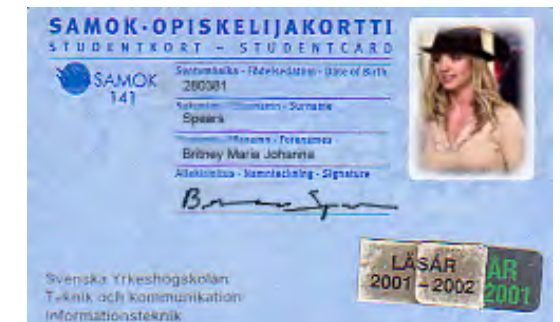 SAMOK-OPISKELIJAKORTTI
STUDENTKORT - STUDENTCARD
SAMOK
141
Syntymäaika - Födelsedatum - Date of Birth
280381
Sukunimi - Efternamn - Surname
Spears
Förnamn - Forenames
Britney Maria Johanna
Allekirjoitus - Namnteckning - Signature
LÄSÅR
2001 - 2002
ÅR
2001
Svenska Yrkeshögskolan
Teknik och kommunikation
Informationsteknik